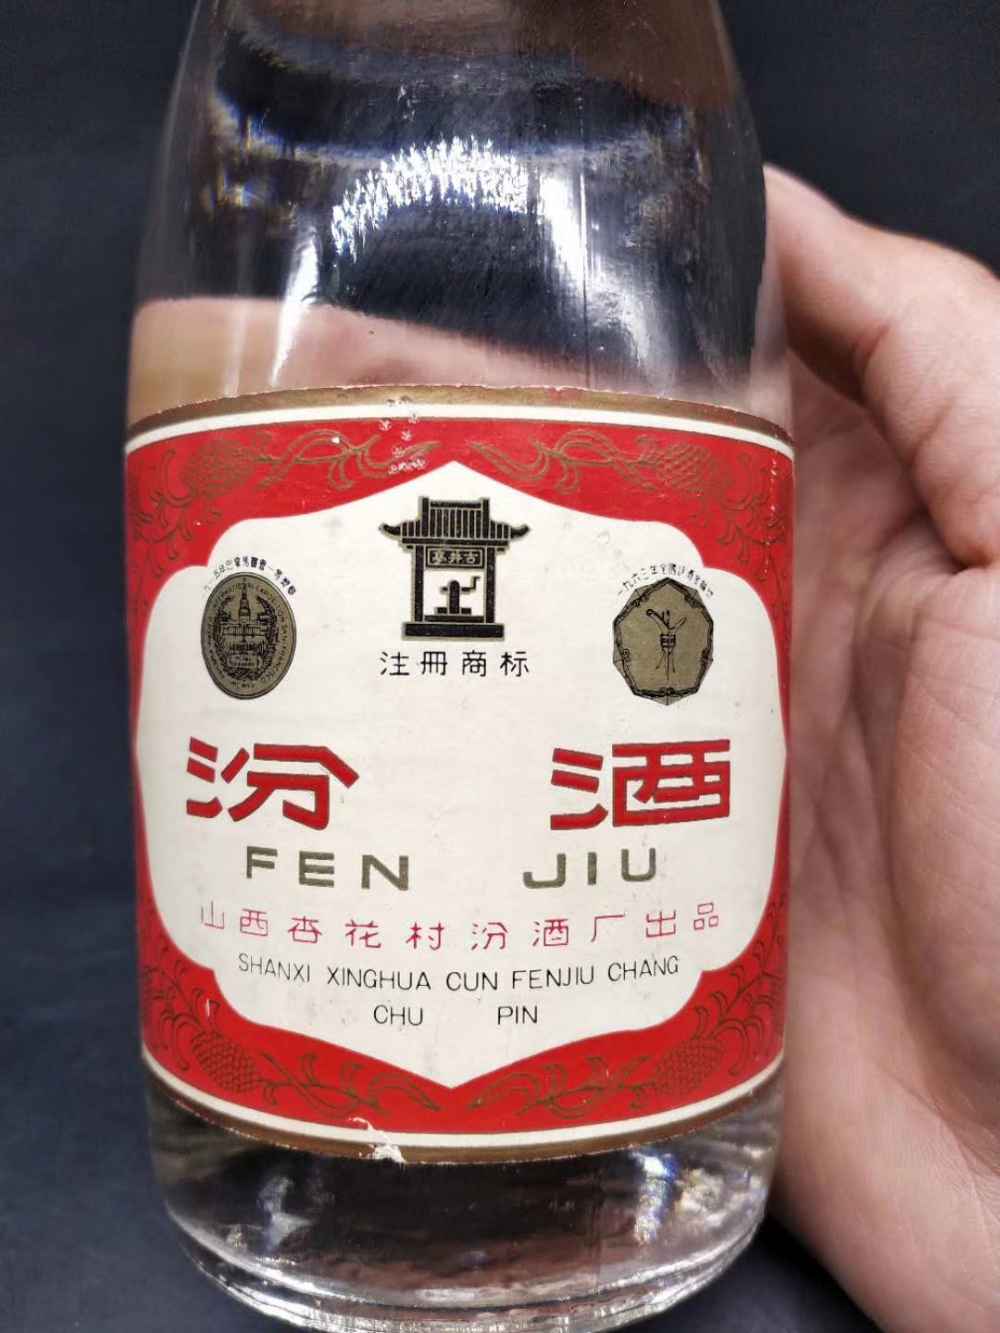 古井亭
注冊商标
汾酒
FEN JIU
山西杏花村汾酒厂出品
SHANXI XINGHUA CUN FENJIU CHANG
CHU PIN